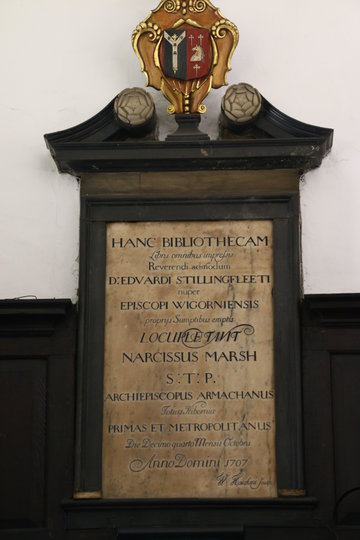 HANC BIBLIOTHECAM
Libris omnibus impressis
Reverendi admodum
D. EDVARDI STILLINGFLEETI
nuper
EPISCOPI WIGORNIENSIS
proprijs Sumptibus emptis
LOCUPLETAVIT
NARCISSUS MARSH
S: T: P.
ARCHIEPISCOPUS ARMACHANUS
Totius Hiberniæ
PRIMAS ET METROPOLITANUS
Die Decimo quarto Mensis Octobris
Anno Domini 1707
W.